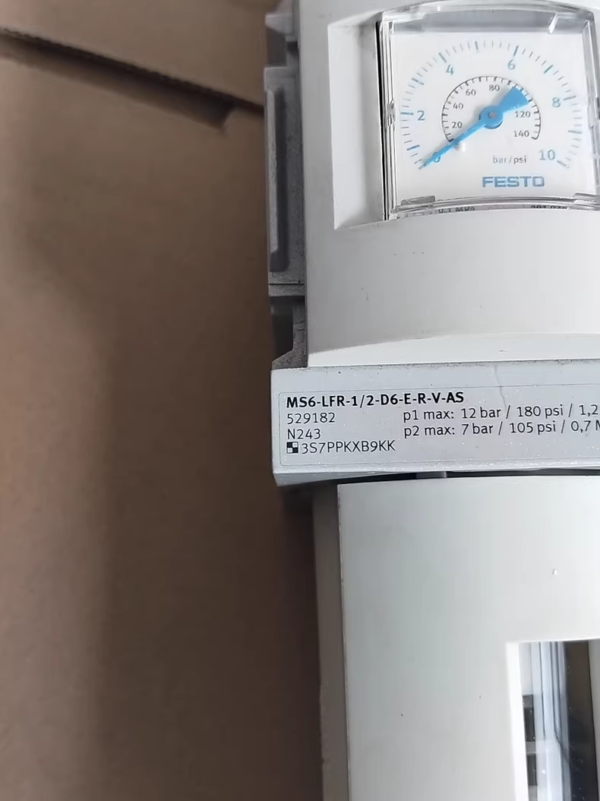 4
6
2
8
10
20
40
60
80
120
140
bar/psi
FESTO
MS6-LFR-1/2-D6-E-R-V-AS
529182
p1 max: 12 bar / 180 psi / 1,2
N243
p2 max: 7 bar / 105 psi / 0,7
3S7PPKXB9KK